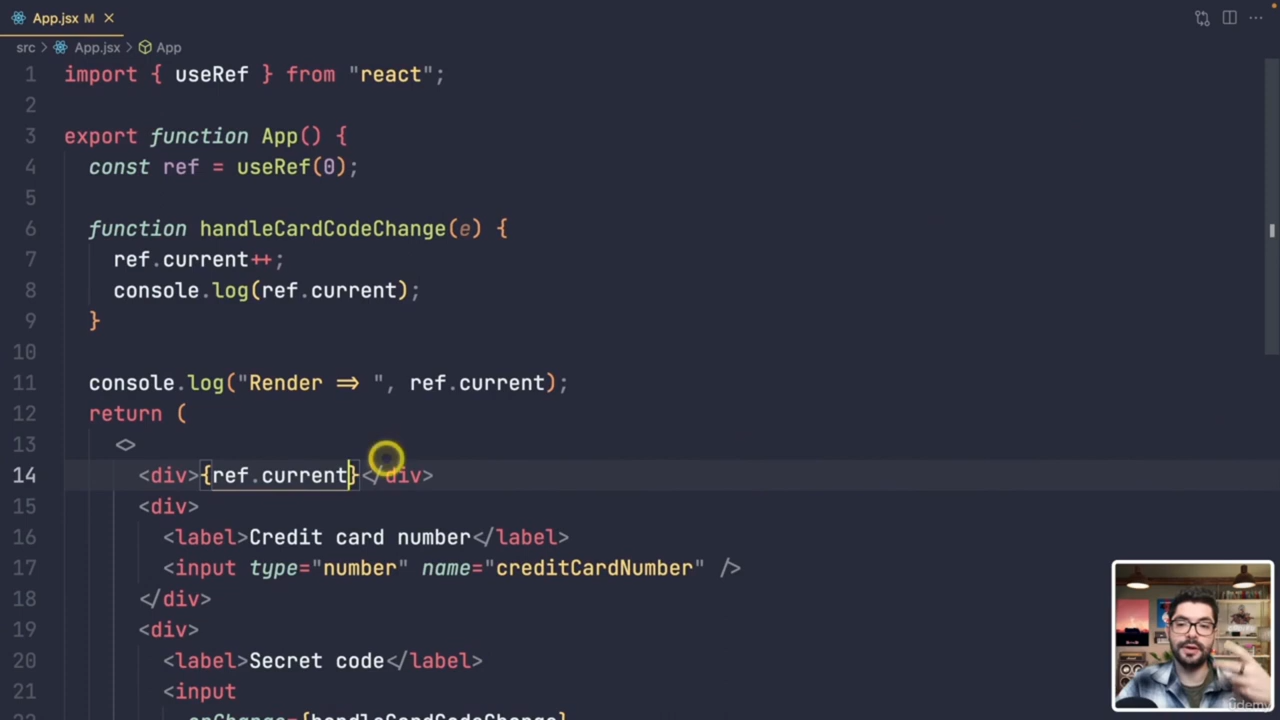 App.jsx M
src > App.jsx > App
1 import { useRef } from "react";
2
3 export function App() {
4 const ref = useRef(0);
5
6 function handleCardCodeChange(e) {
7 ref.current++;
8 console.log(ref.current);
9 }
10
11 console.log("Render => ", ref.current);
12 return (
13 <>
14 <div>{ref.current}</div>
15 <div>
16 <label>Credit card number</label>
17 <input type="number" name="creditCardNumber" />
18 </div>
19 <div>
20 <label>Secret code</label>
21 <input
onChange={handleCardCodeChange}
udemy